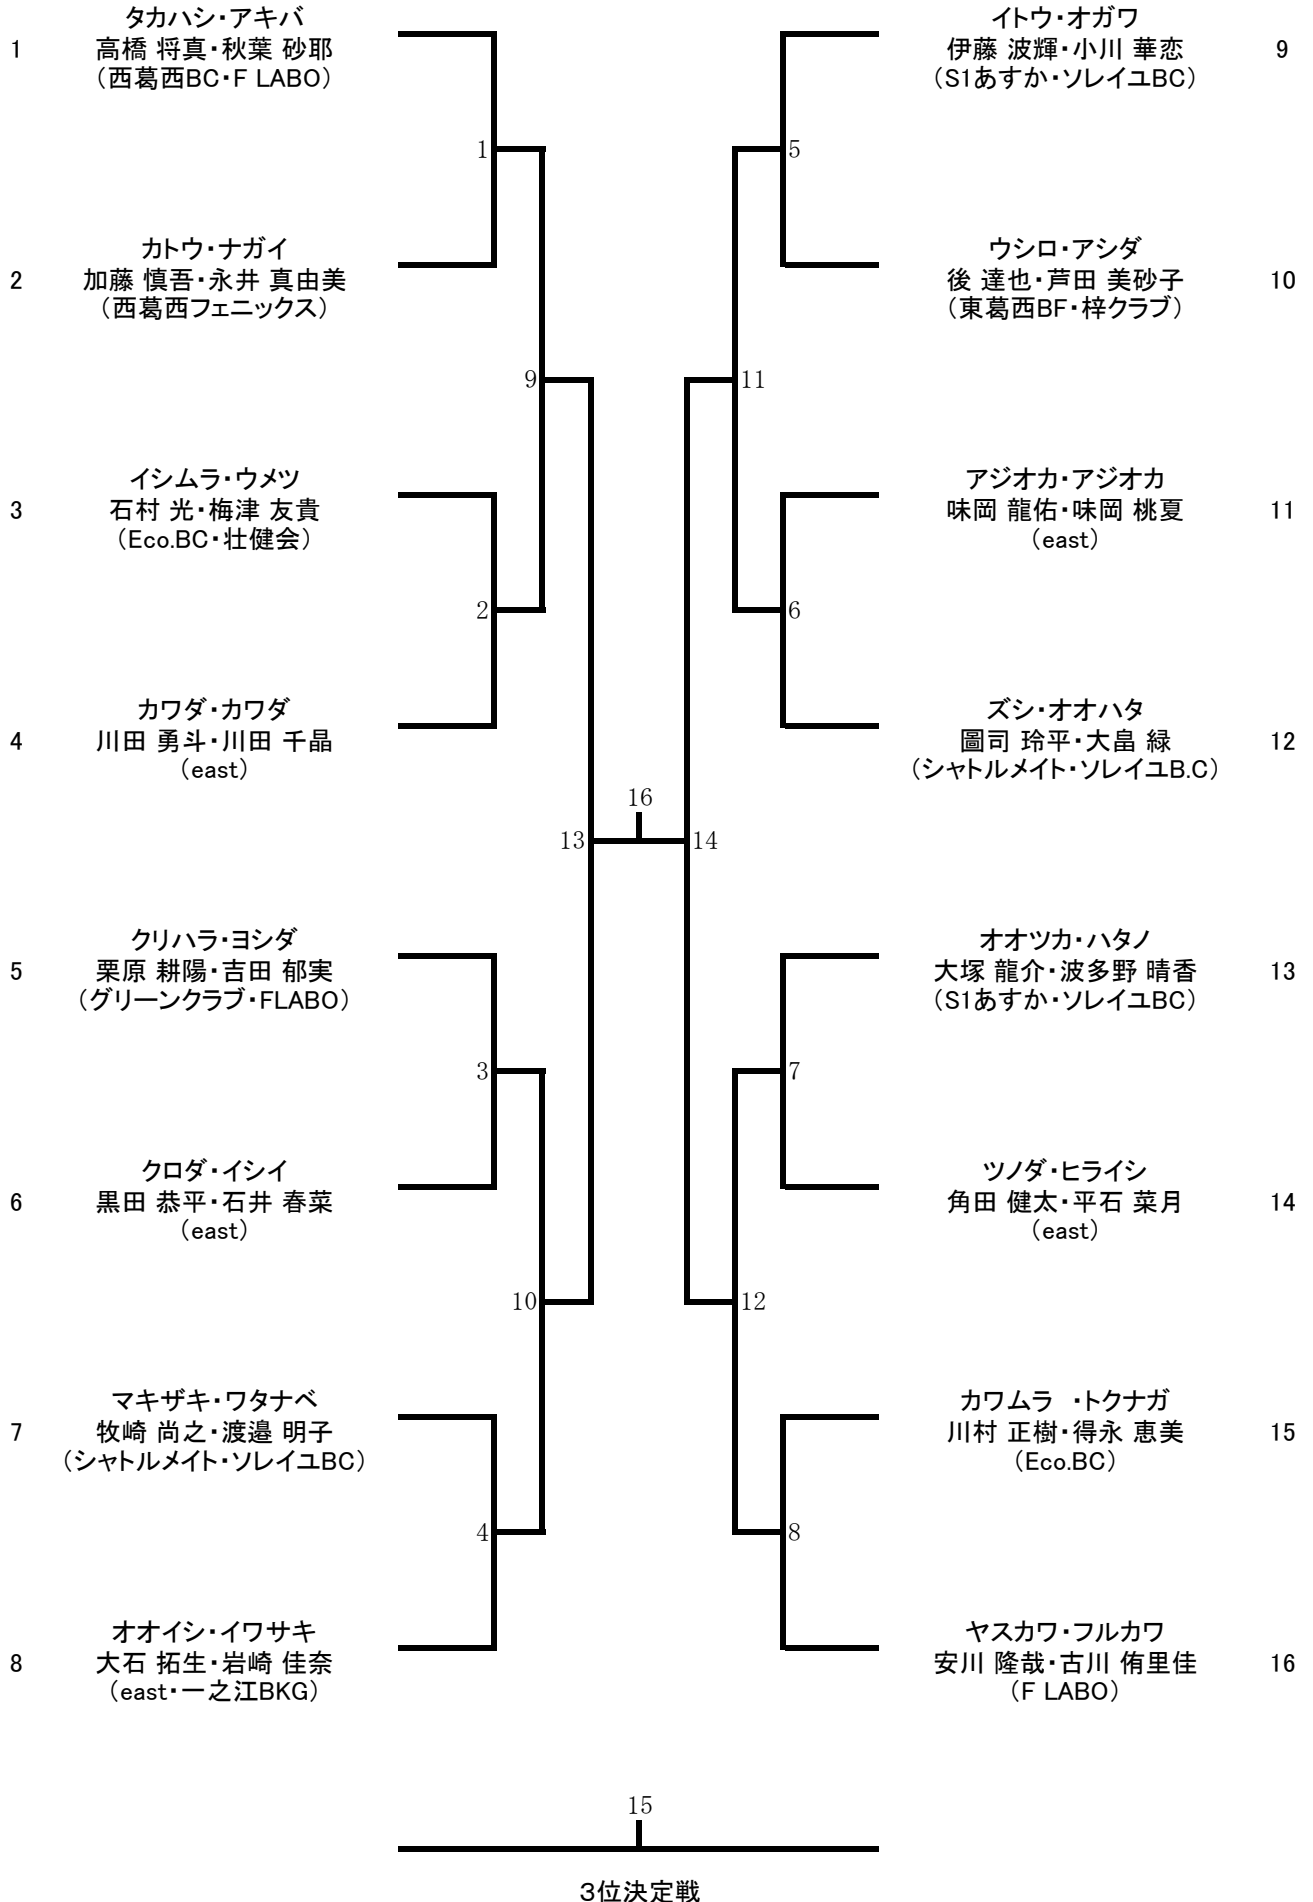 タカハシ・アキバ
1 高橋 将真・秋葉 砂耶
（西葛西BC・F LABO）
1
カトウ・ナガイ
2 加藤 慎吾・永井 真由美
（西葛西フェニックス）
9
イシムラ・ウメツ
3 石村 光・梅津 友貴
（Eco.BC・壮健会）
2
カワダ・カワダ
4 川田 勇斗・川田 千晶
（east）
13
クリハラ・ヨシダ
5 栗原 耕陽・吉田 郁実
（グリーンクラブ・FLABO）
3
クロダ・イシイ
6 黒田 恭平・石井 春菜
（east）
10
マキザキ・ワタナベ
7 牧崎 尚之・渡邉 明子
（シャトルメイト・ソレイユBC）
4
オオイシ・イワサキ
8 大石 拓生・岩崎 佳奈
（east・一之江BKG）
16
イトウ・オガワ
伊藤 波輝・小川 華恋 9
（S1あすか・ソレイユBC）
5
ウシロ・アシダ
後 達也・芦田 美砂子 10
（東葛西BF・梓クラブ）
11
アジオカ・アジオカ
味岡 龍佑・味岡 桃夏 11
（east）
6
ズシ・オオハタ
圖司 玲平・大畠 緑 12
（シャトルメイト・ソレイユB.C）
14
オオツカ・ハタノ
大塚 龍介・波多野 晴香 13
（S1あすか・ソレイユBC）
7
ツノダ・ヒライシ
角田 健太・平石 菜月 14
（east）
12
カワムラ　・トクナガ
川村 正樹・得永 恵美 15
（Eco.BC）
8
ヤスカワ・フルカワ
安川 隆哉・古川 侑里佳 16
（F LABO）
15
３位決定戦